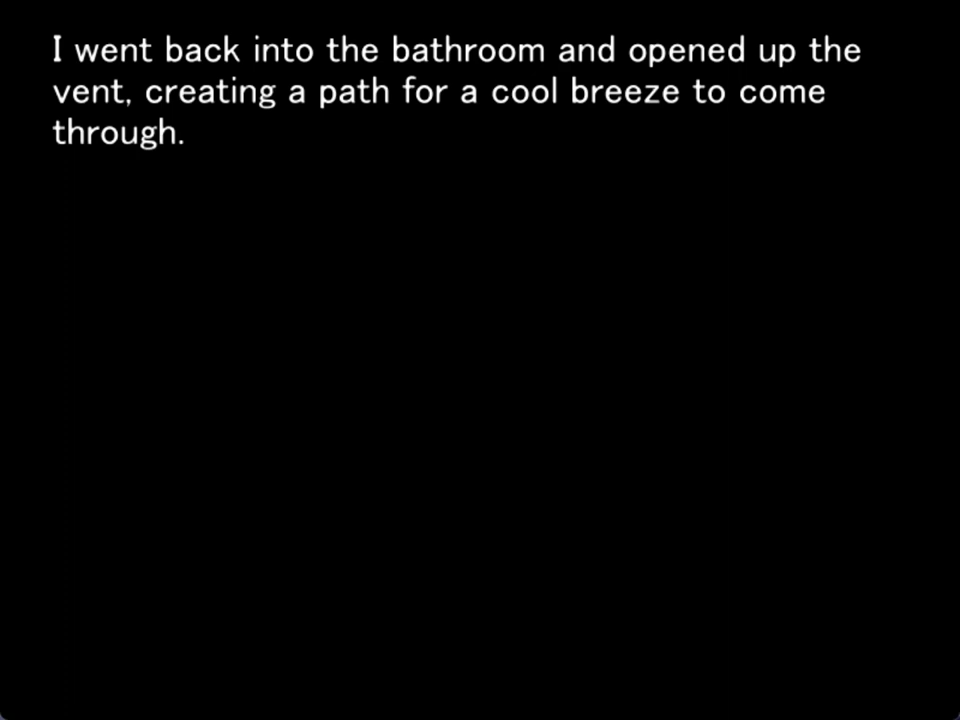 I went back into the bathroom and opened up the
vent, creating a path for a cool breeze to come
through.